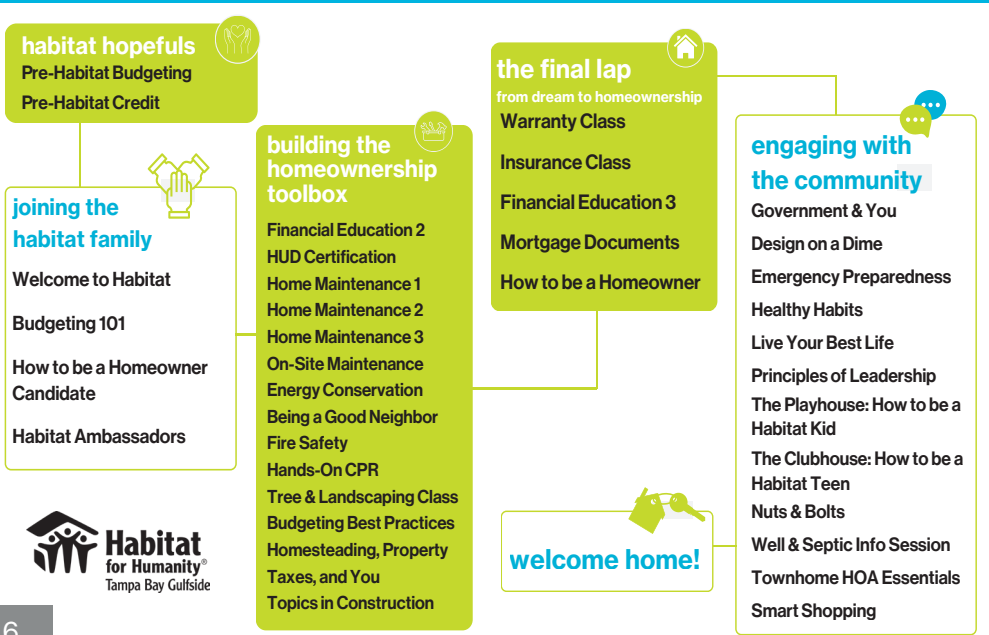 habitat hopefuls
Pre-Habitat Budgeting
Pre-Habitat Credit
joining the
habitat family
Welcome to Habitat
Budgeting 101
How to be a Homeowner
Candidate
Habitat Ambassadors
building the
homeownership
toolbox
Financial Education 2
HUD Certification
Home Maintenance 1
Home Maintenance 2
Home Maintenance 3
On-Site Maintenance
Energy Conservation
Being a Good Neighbor
Fire Safety
Hands-On CPR
Tree & Landscaping Class
Budgeting Best Practices
Homesteading, Property
Taxes, and You
Topics in Construction
the final lap
from dream to homeownership
Warranty Class
Insurance Class
Financial Education 3
Mortgage Documents
How to be a Homeowner
engaging with
the community
Government & You
Design on a Dime
Emergency Preparedness
Healthy Habits
Live Your Best Life
Principles of Leadership
The Playhouse: How to be a
Habitat Kid
The Clubhouse: How to be a
Habitat Teen
Nuts & Bolts
Well & Septic Info Session
Townhome HOA Essentials
Smart Shopping
welcome home!
Habitat
for Humanity®
Tampa Bay Gulfside
6